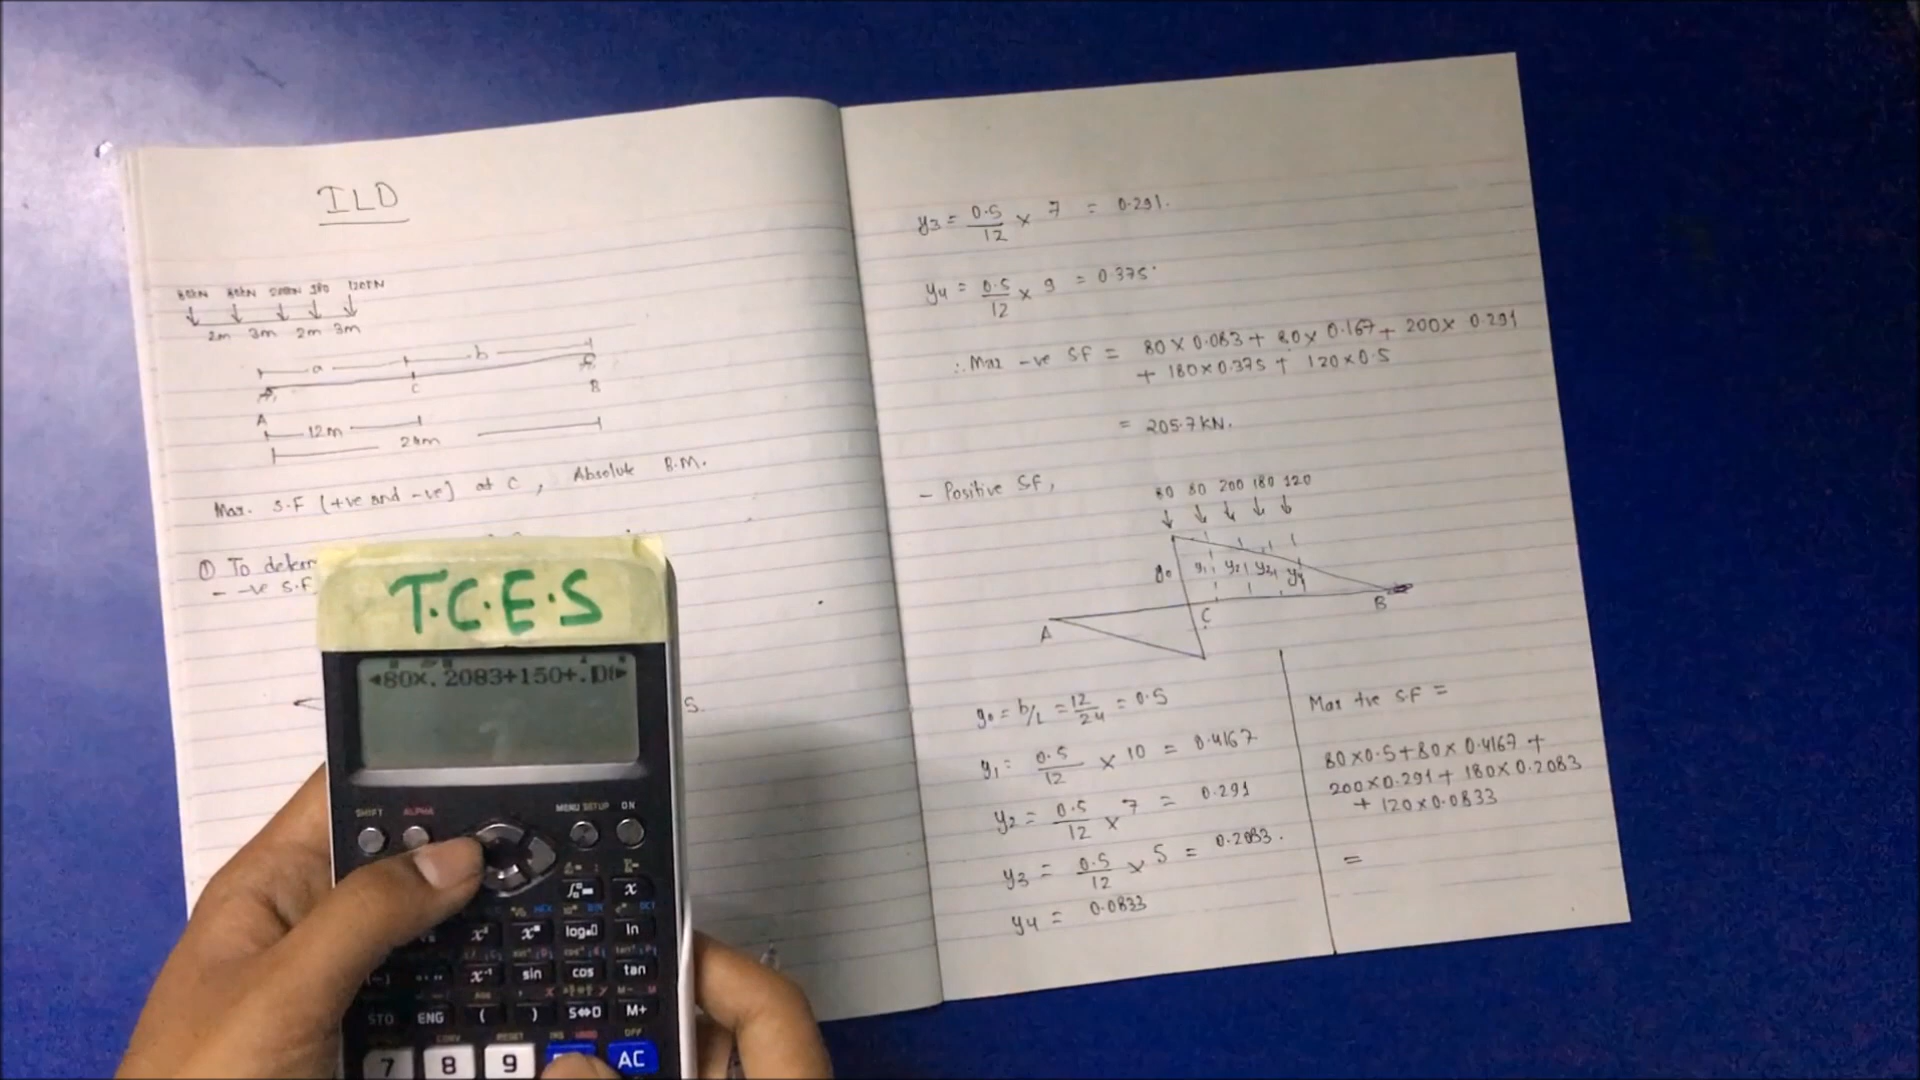 ILD
80KN 80KN 200KN 180 120KN
2m 3m 2m 3m
a b
A C B
12m
24m
Max. S.F (+ve and -ve) at C, Absolute B.M.
① To determ
- -ve S.F
S.
T.C.E.S
80×.2083+150+.
SHIFT ALPHA MENU SETUP ON
x
log ln
x⁻¹ sin cos tan
STO ENG ( ) S⇔D M+
7 8 9 AC
y3 = 0.5/12 × 7 = 0.291.
y4 = 0.5/12 × 9 = 0.375.
∴ Max -ve SF = 80 × 0.083 + 80 × 0.167 + 200 × 0.291
+ 180×0.375 + 120×0.5
= 205.7 KN.
- Positive SF,
80 80 200 180 120
y0 y1 y2 y3 y4
A C B
y0 = b/L = 12/24 = 0.5
y1 = 0.5/12 × 10 = 0.4167
y2 = 0.5/12 × 7 = 0.291
y3 = 0.5/12 × 5 = 0.2083.
y4 = 0.0833
Max +ve S.F =
80×0.5+80×0.4167 +
200×0.291 + 180×0.2083
+ 120×0.0833
=